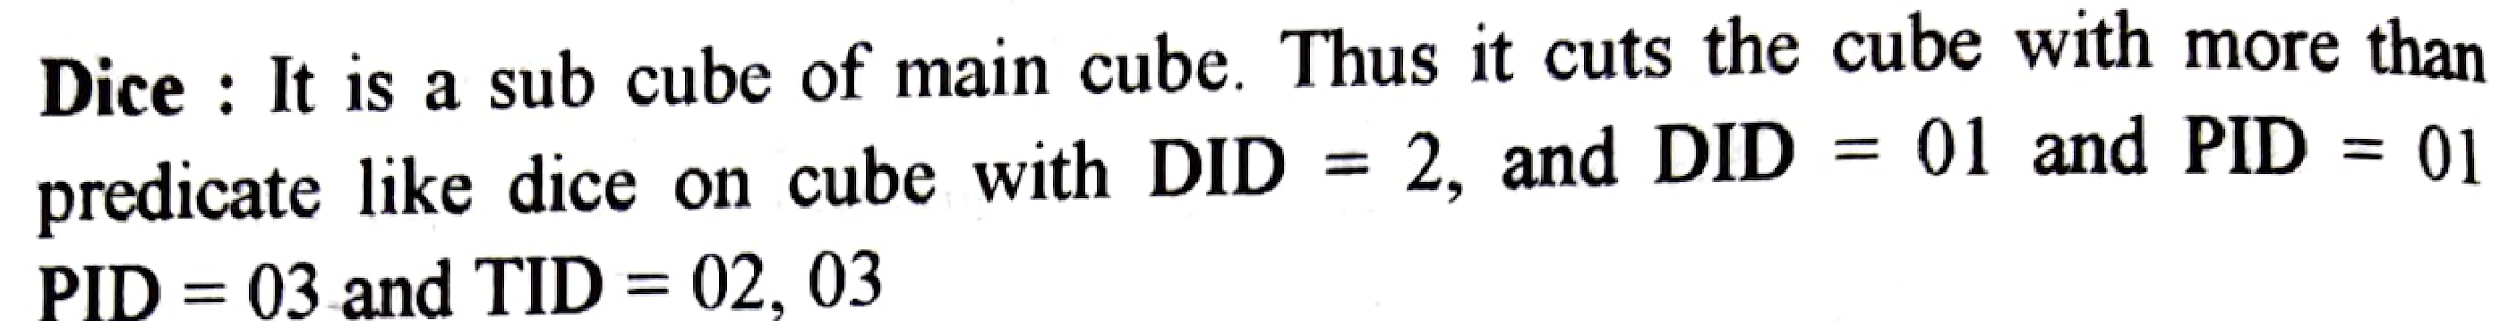 Dice : It is a sub cube of main cube. Thus it cuts the cube with more than
predicate like dice on cube with DID = 2, and DID = 01 and PID = 01
PID = 03 and TID = 02, 03